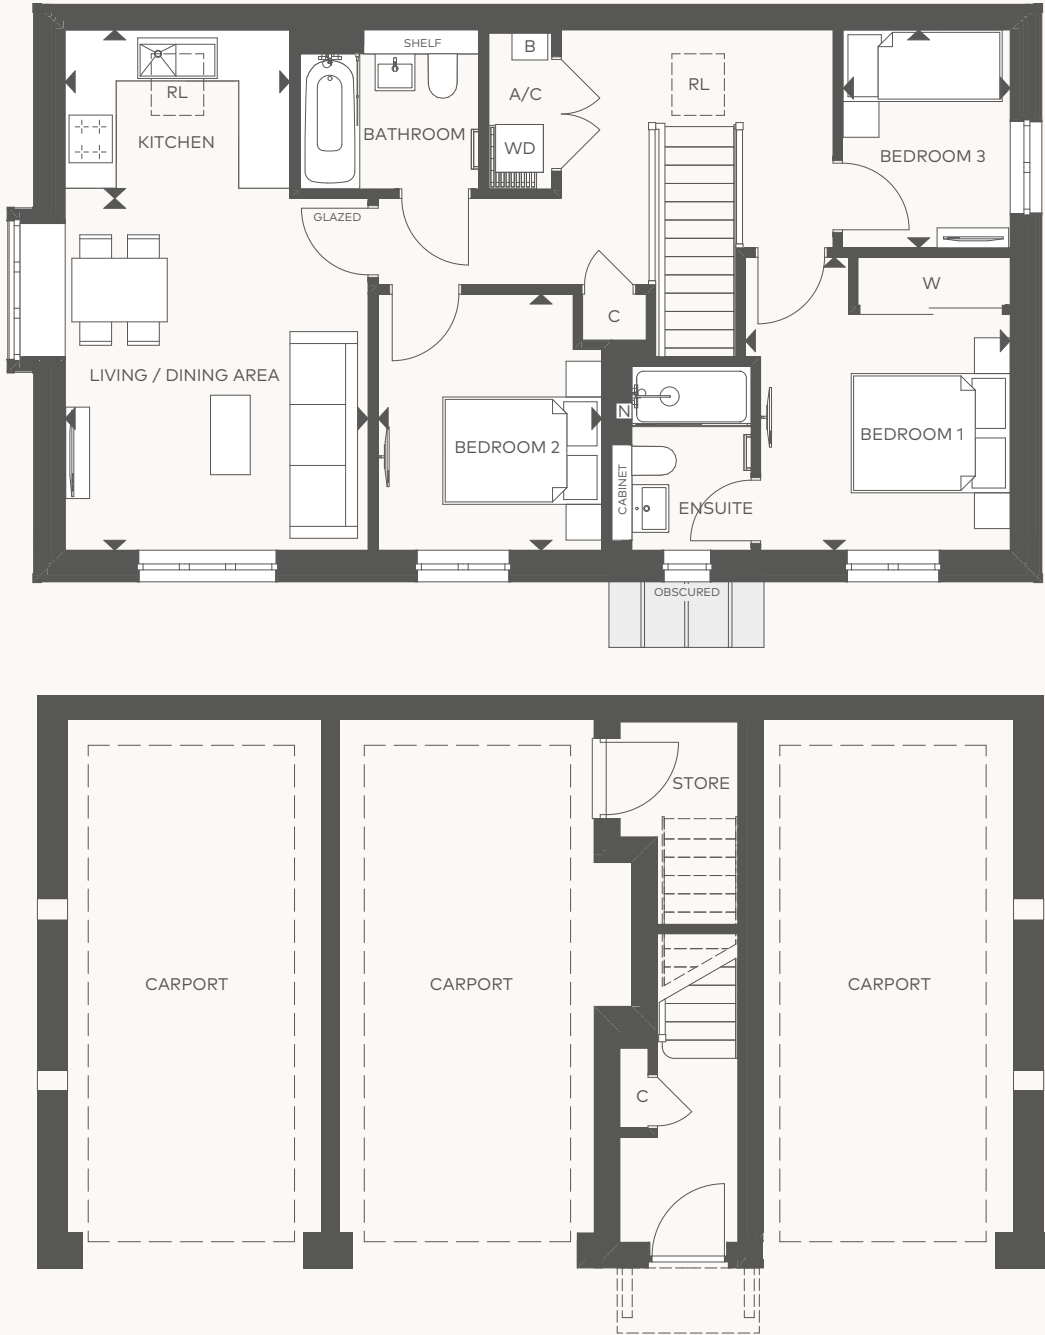 SHELF
B
RL
RL
A/C
BATHROOM
KITCHEN
WD
BEDROOM 3
GLAZED
W
C
LIVING / DINING AREA
N
BEDROOM 1
BEDROOM 2
CABINET
ENSUITE
OBSCURED
STORE
CARPORT
CARPORT
CARPORT
C